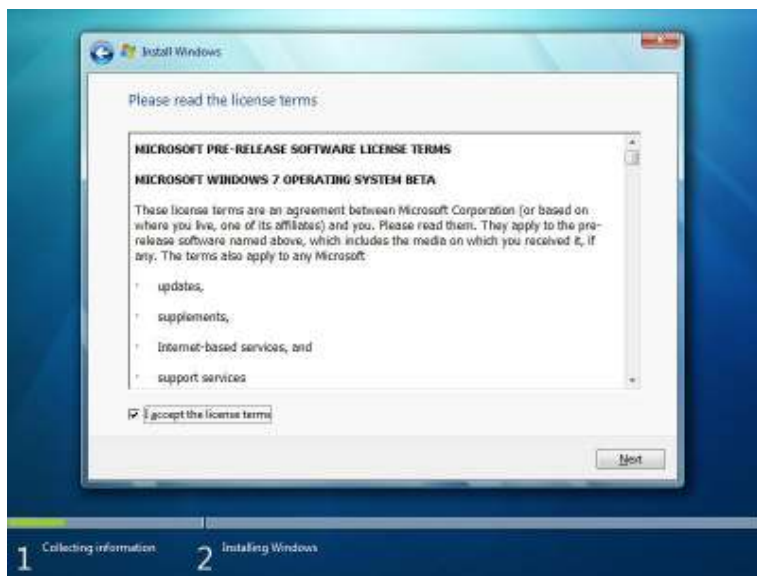 Install Windows
Please read the license terms
MICROSOFT PRE-RELEASE SOFTWARE LICENSE TERMS
MICROSOFT WINDOWS 7 OPERATING SYSTEM BETA
These license terms are an agreement between Microsoft Corporation (or based on
where you live, one of its affiliates) and you. Please read them. They apply to the pre-
release software named above, which includes the media on which you received it, if
any. The terms also apply to any Microsoft
· updates,
· supplements,
· Internet-based services, and
· support services
I accept the license terms
Next
1 Collecting information
2 Installing Windows